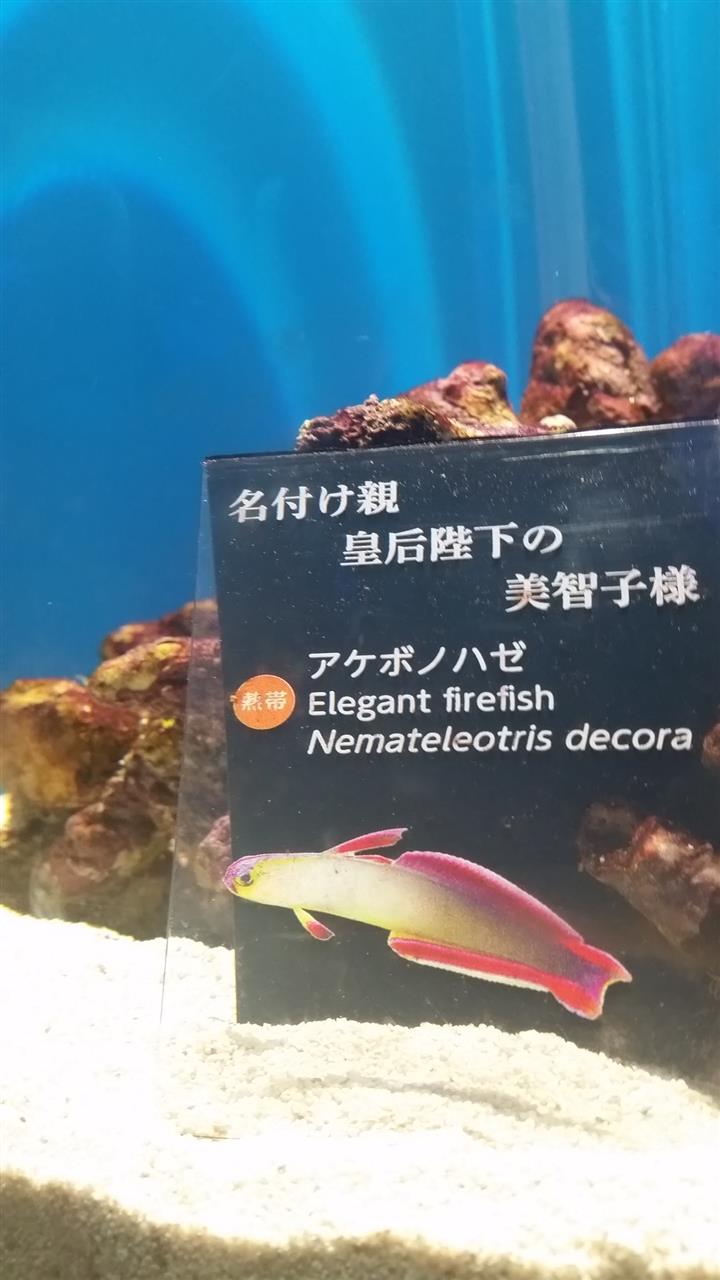 名付け親
皇后陛下の
美智子様
アケボノハゼ
熱帯
Elegant firefish
Nemateleotris decora